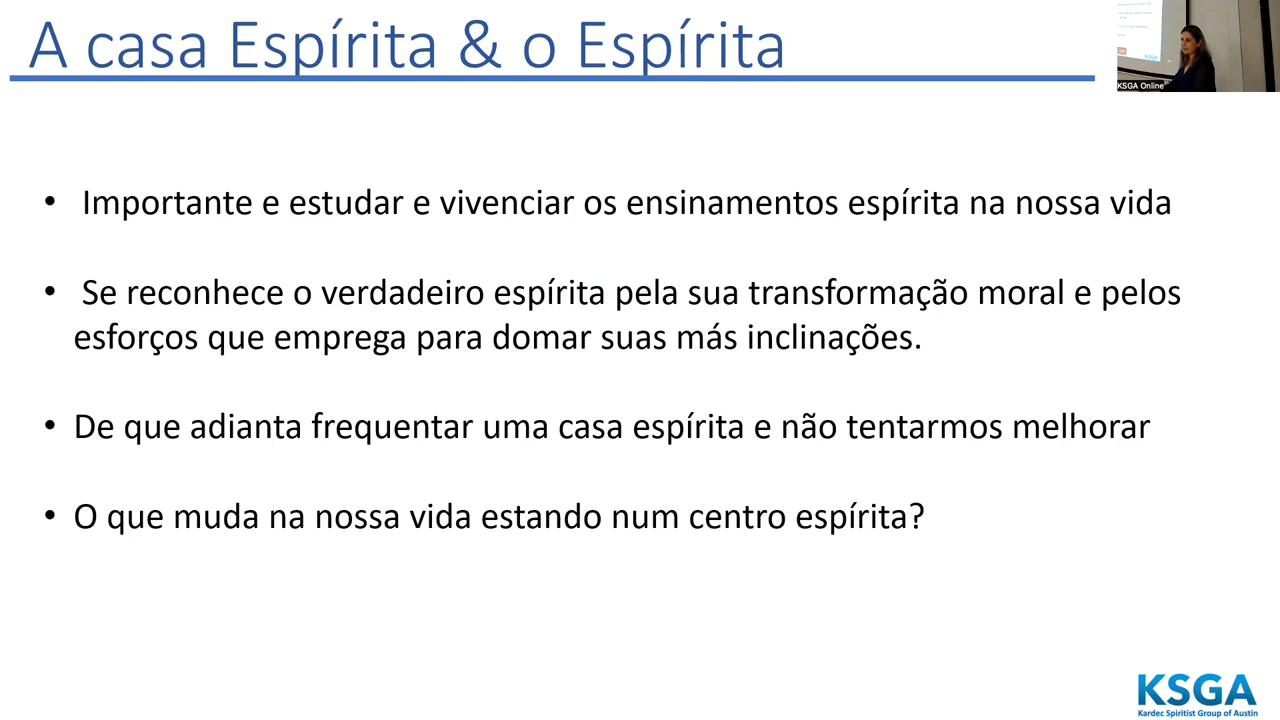 A casa Espírita & o Espírita
KSGA
KSGA Online
• Importante e estudar e vivenciar os ensinamentos espírita na nossa vida
• Se reconhece o verdadeiro espírita pela sua transformação moral e pelos
esforços que emprega para domar suas más inclinações.
• De que adianta frequentar uma casa espírita e não tentarmos melhorar
• O que muda na nossa vida estando num centro espírita?
KSGA
Kardec Spiritist Group of Austin